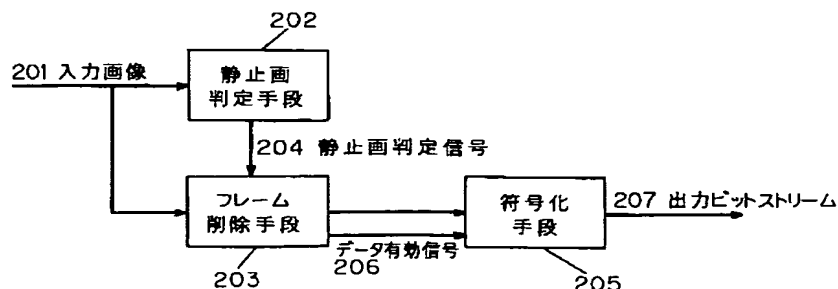 202
201 入力画像
静止画
判定手段
204 静止画判定信号
フレーム
削除手段
203
データ有効信号
206
符号化
手段
205
207 出力ビットストリーム